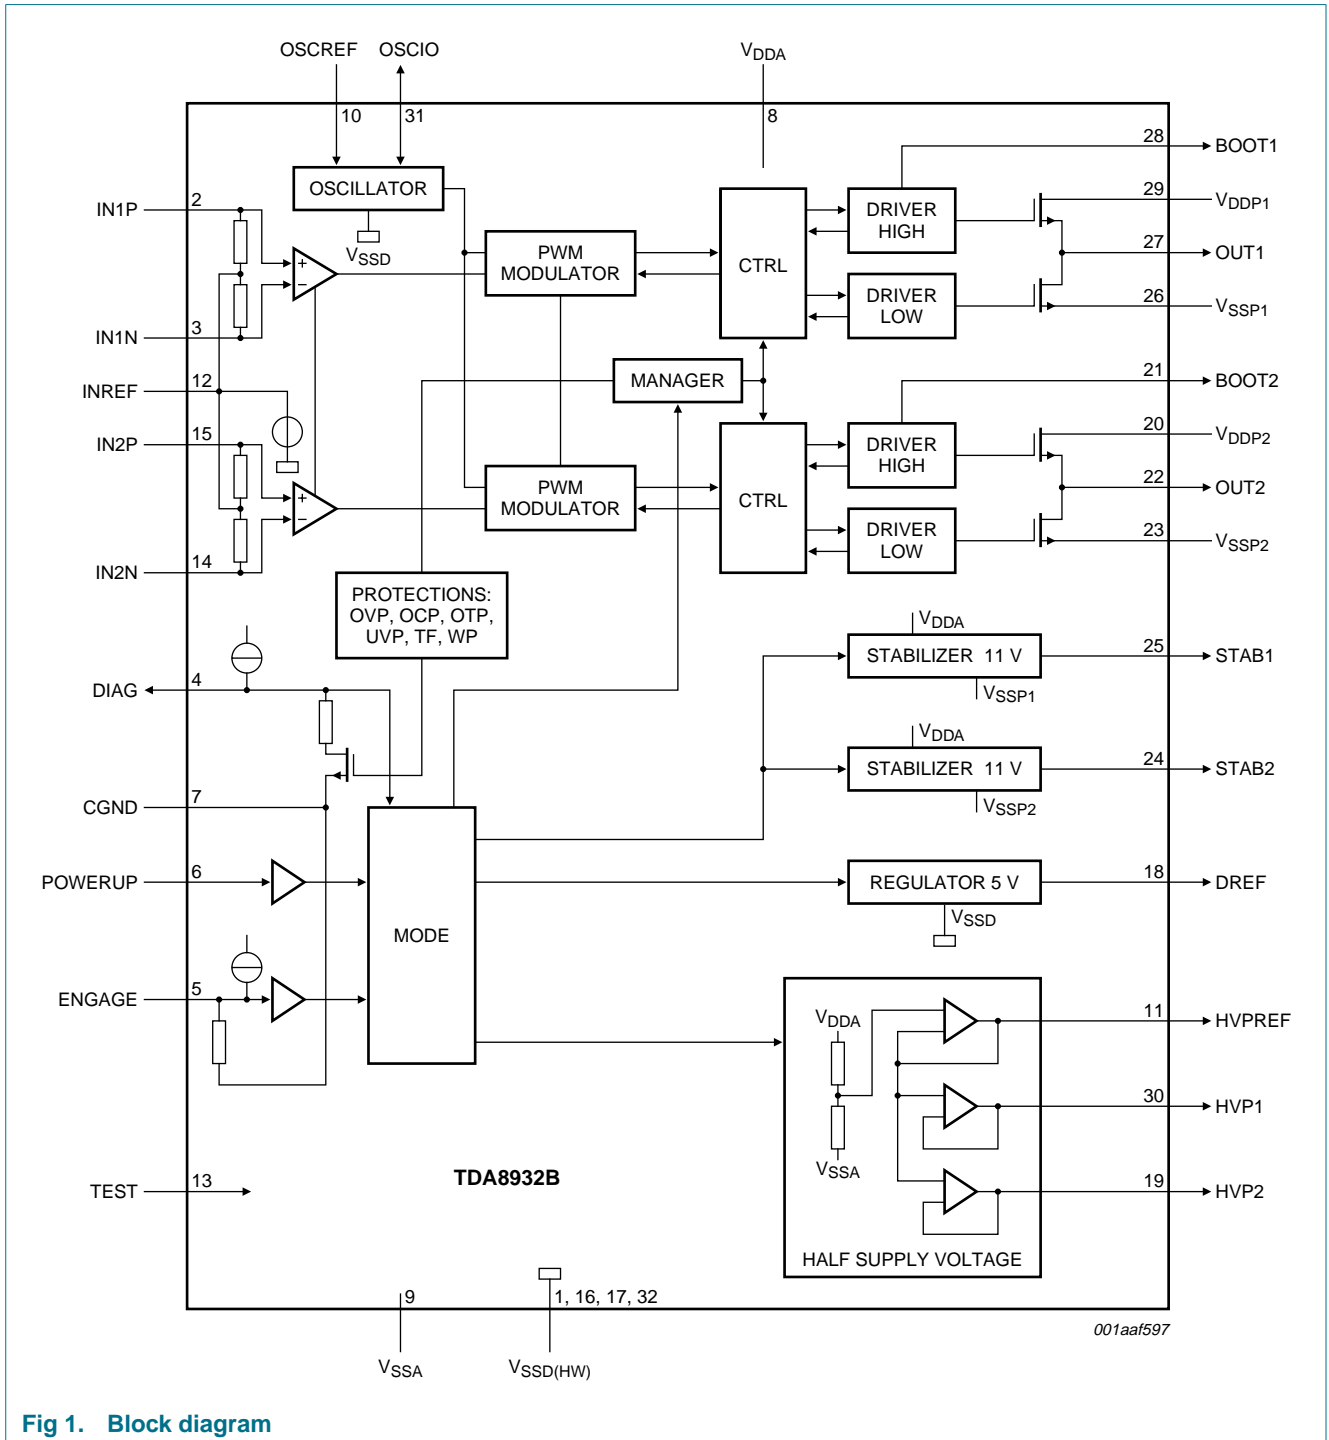 OSCREF OSCIO VDDA
10 31 8
28 BOOT1
OSCILLATOR
VSSD
IN1P 2
IN1N 3
INREF 12
IN2P 15
IN2N 14
+
−
+
−
PWM
MODULATOR
PWM
MODULATOR
CTRL
DRIVER
HIGH
DRIVER
LOW
29 VDDP1
27 OUT1
26 VSSP1
MANAGER
21 BOOT2
CTRL
DRIVER
HIGH
DRIVER
LOW
20 VDDP2
22 OUT2
23 VSSP2
PROTECTIONS:
OVP, OCP, OTP,
UVP, TF, WP
DIAG 4
CGND 7
POWERUP 6
ENGAGE 5
TEST 13
MODE
VDDA
STABILIZER 11 V
VSSP1
25 STAB1
VDDA
STABILIZER 11 V
VSSP2
24 STAB2
REGULATOR 5 V
VSSD
18 DREF
VDDA
VSSA
11 HVPREF
30 HVP1
19 HVP2
HALF SUPPLY VOLTAGE
TDA8932B
9
VSSA
1, 16, 17, 32
VSSD(HW)
001aaf597
Fig 1. Block diagram